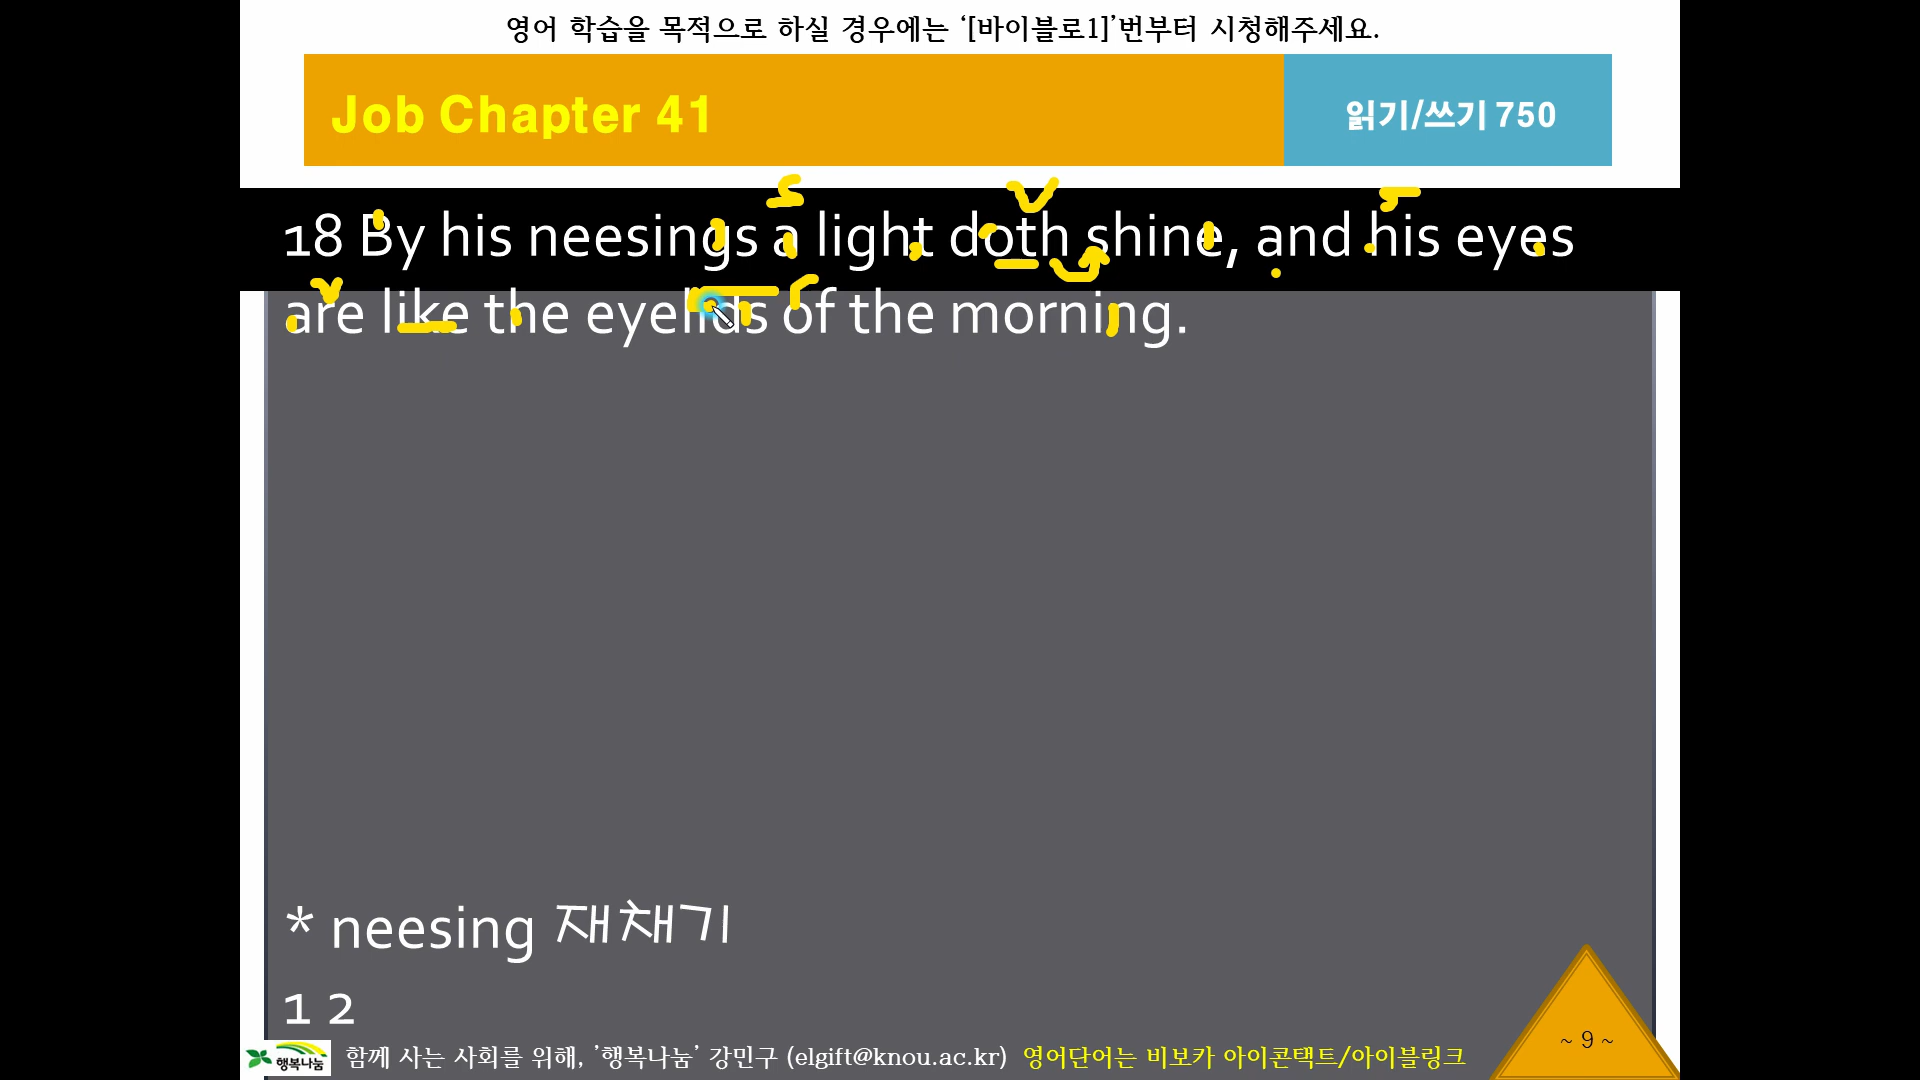 영어 학습을 목적으로 하실 경우에는 ‘[바이블로1]’번부터 시청해주세요.
Job Chapter 41
읽기/쓰기 750
18 By his neesings a light doth shine, and his eyes
are like the eyelids of the morning.
* neesing 재채기
1 2
~ 9 ~
행복나눔
함께 사는 사회를 위해, ’행복나눔’ 강민구 (elgift@knou.ac.kr) 영어단어는 비보카 아이콘택트/아이블링크